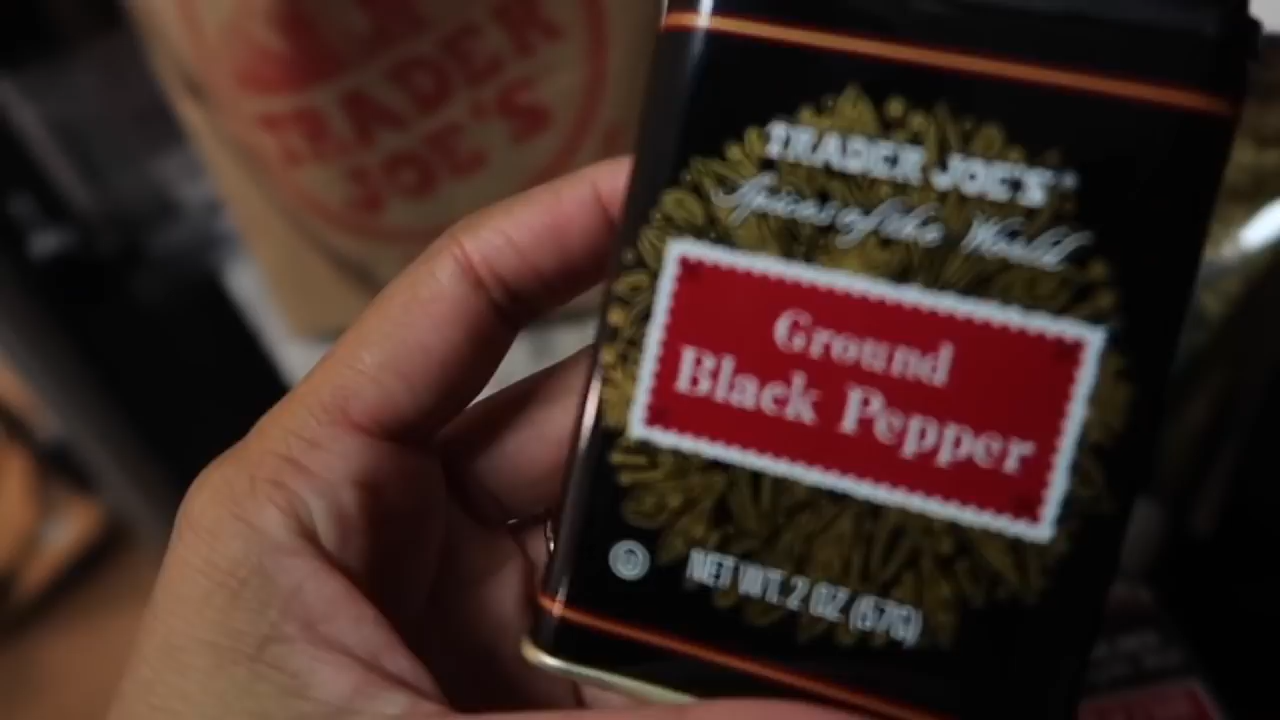 TRADER
JOE'S
TRADER JOE'S
Spices of the World
Ground
Black Pepper
NET WT. 2 OZ (57G)